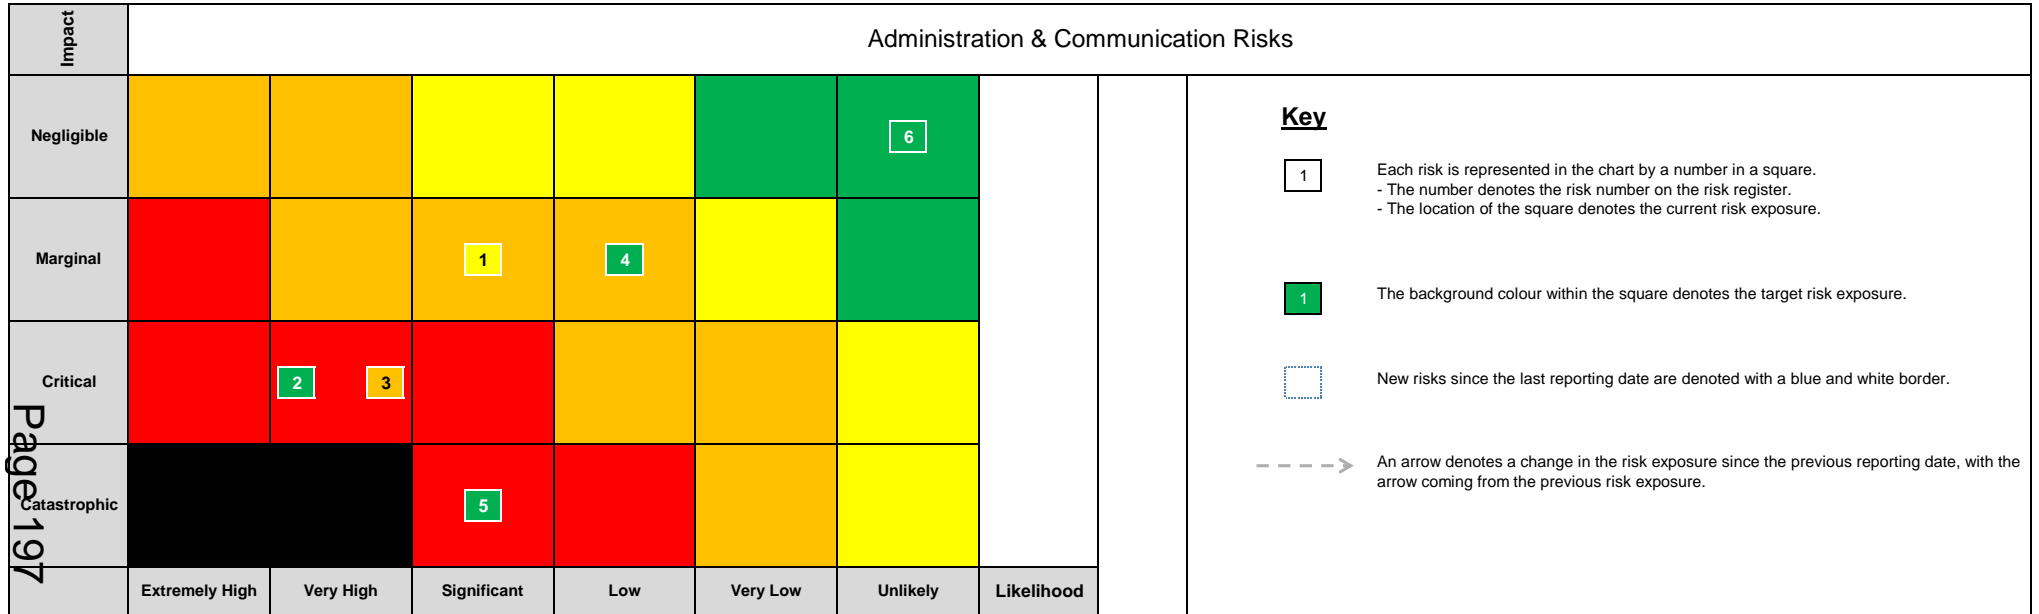 Impact
Administration & Communication Risks
Negligible
6
Marginal
1
4
Critical
2
3
Catastrophic
5
Extremely High
Very High
Significant
Low
Very Low
Unlikely
Likelihood
Key
1
Each risk is represented in the chart by a number in a square.
- The number denotes the risk number on the risk register.
- The location of the square denotes the current risk exposure.
1
The background colour within the square denotes the target risk exposure.
New risks since the last reporting date are denoted with a blue and white border.
An arrow denotes a change in the risk exposure since the previous reporting date, with the
arrow coming from the previous risk exposure.
Page 197